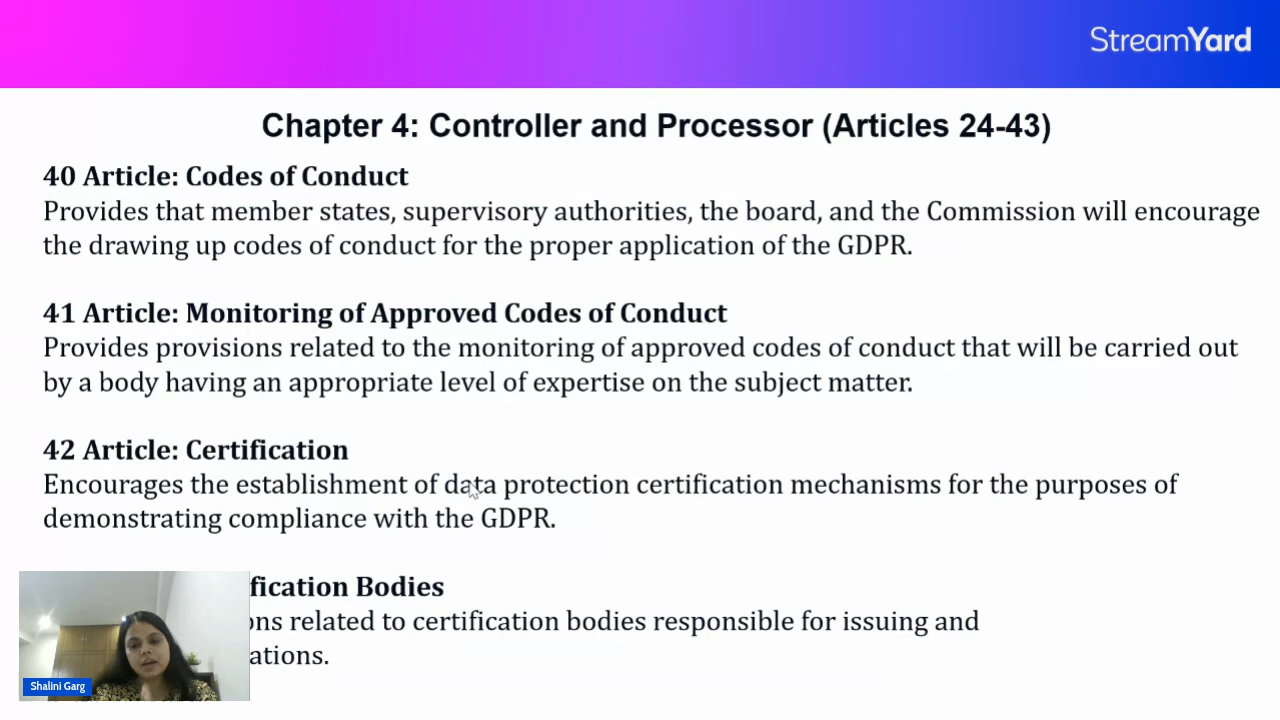 StreamYard
Chapter 4: Controller and Processor (Articles 24-43)
40 Article: Codes of Conduct
Provides that member states, supervisory authorities, the board, and the Commission will encourage
the drawing up codes of conduct for the proper application of the GDPR.
41 Article: Monitoring of Approved Codes of Conduct
Provides provisions related to the monitoring of approved codes of conduct that will be carried out
by a body having an appropriate level of expertise on the subject matter.
42 Article: Certification
Encourages the establishment of data protection certification mechanisms for the purposes of
demonstrating compliance with the GDPR.
fication Bodies
ons related to certification bodies responsible for issuing and
ations.
Shalini Garg